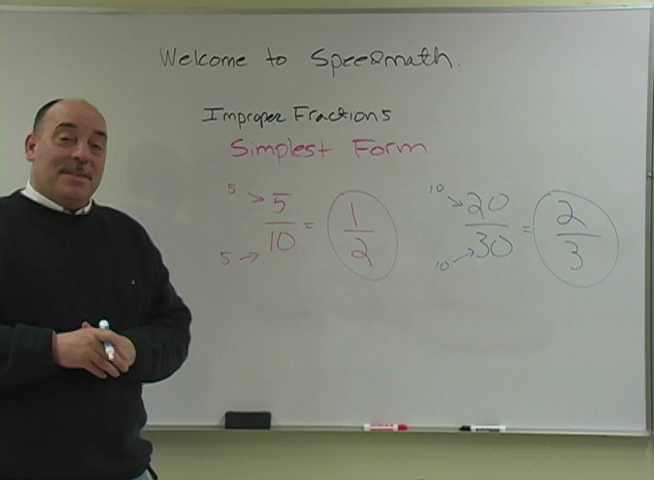 Welcome to Speedmath.
Improper Fractions
Simplest Form
5 → 5/10 = 1/2
5 →
10 → 20/30 = 2/3
10 →